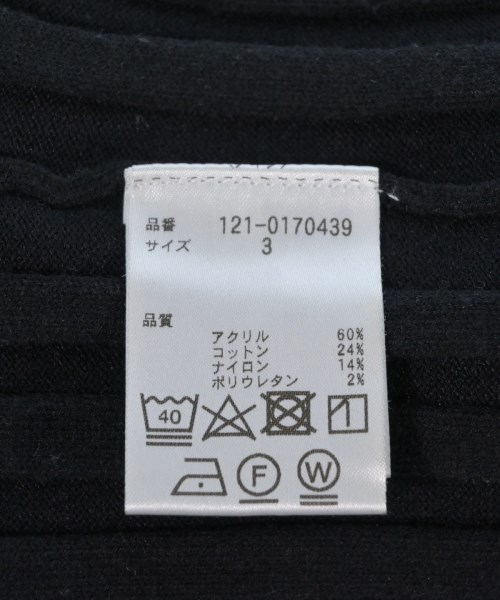 品番 121-0170439
サイズ 3
品質
アクリル 60%
コットン 24%
ナイロン 14%
ポリウレタン 2%
40
F W